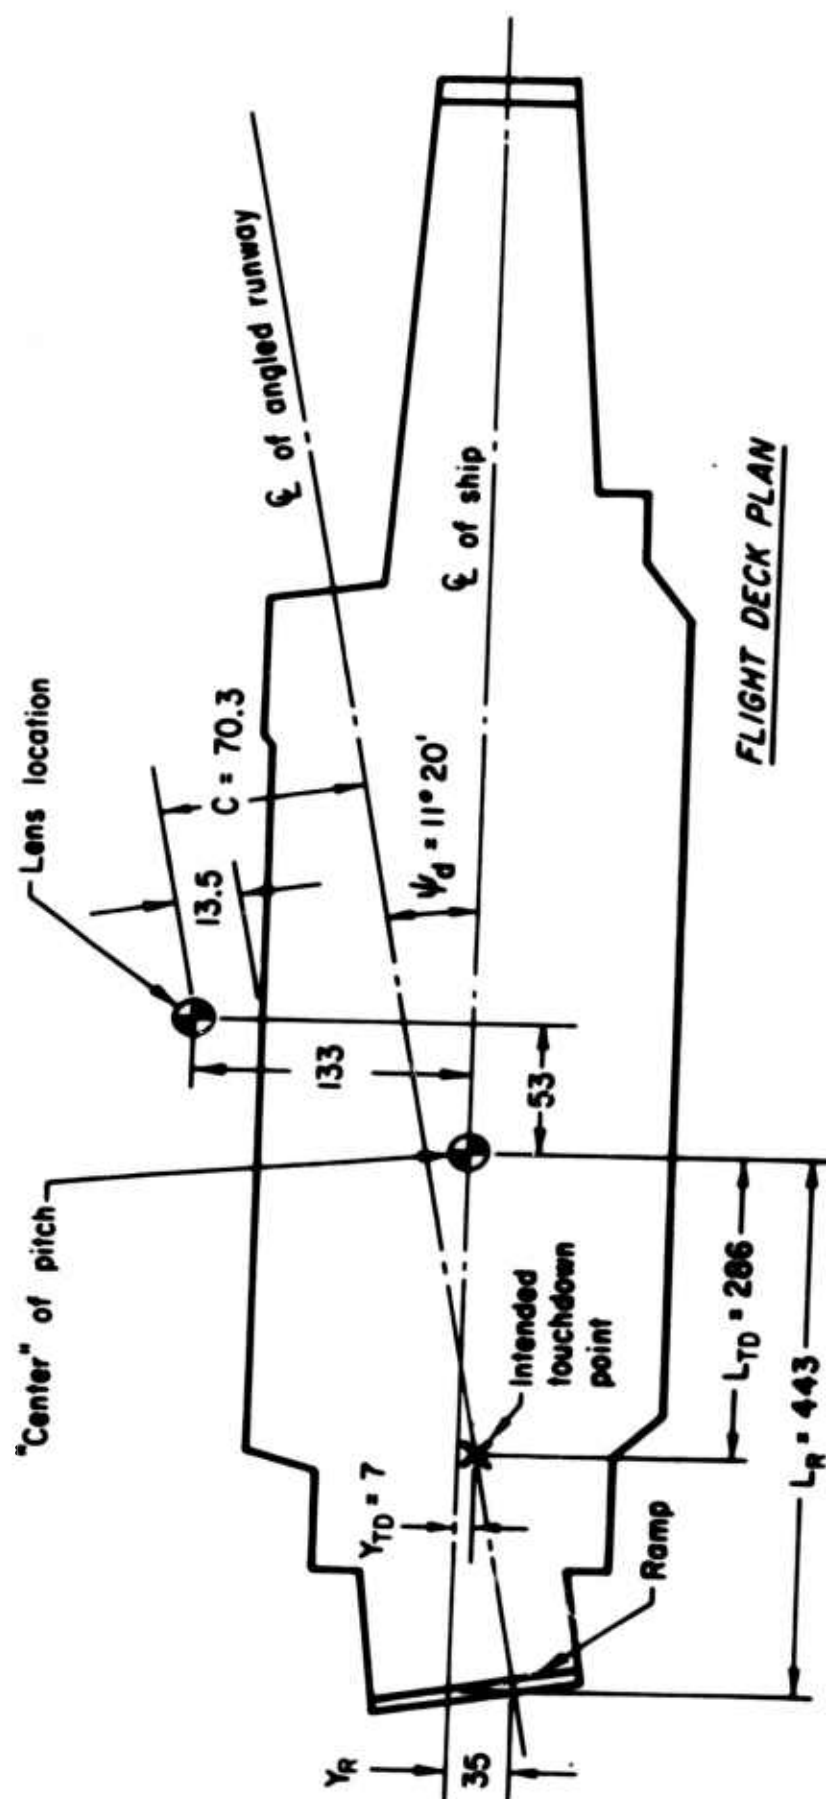 Lens location
℄ of angled runway
C = 70.3
13.5
Ψd = 11° 20'
℄ of ship
133
53
"Center" of pitch
Intended
touchdown
point
YTD = 7
LTD = 286
LR = 443
Ramp
YR
35
FLIGHT DECK PLAN